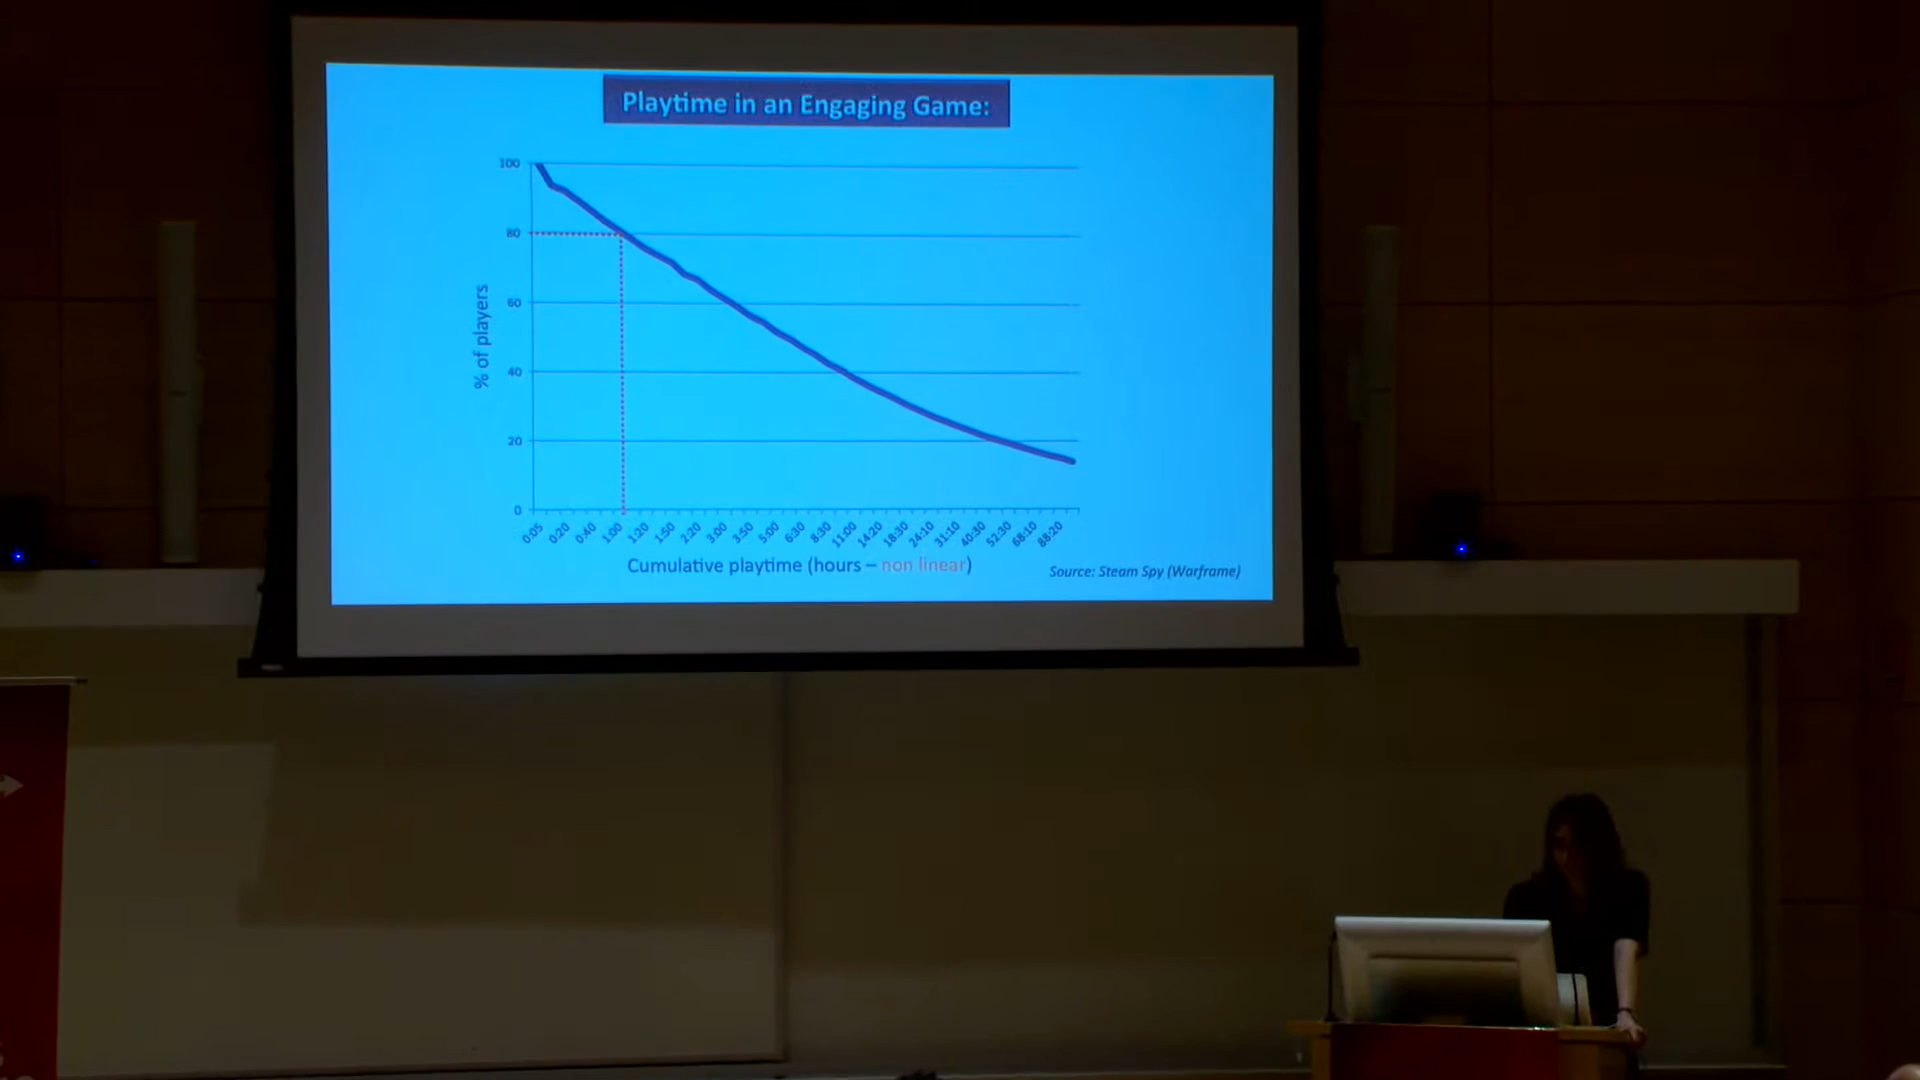 Playtime in an Engaging Game:
100
80
60
40
20
0
% of players
0:05 0:20 0:40 1:00 1:20 1:50 2:20 3:00 3:50 5:00 6:30 8:30 11:00 14:20 18:30 24:10 31:10 40:30 52:30 68:10 88:20
Cumulative playtime (hours – non linear)
Source: Steam Spy (Warframe)